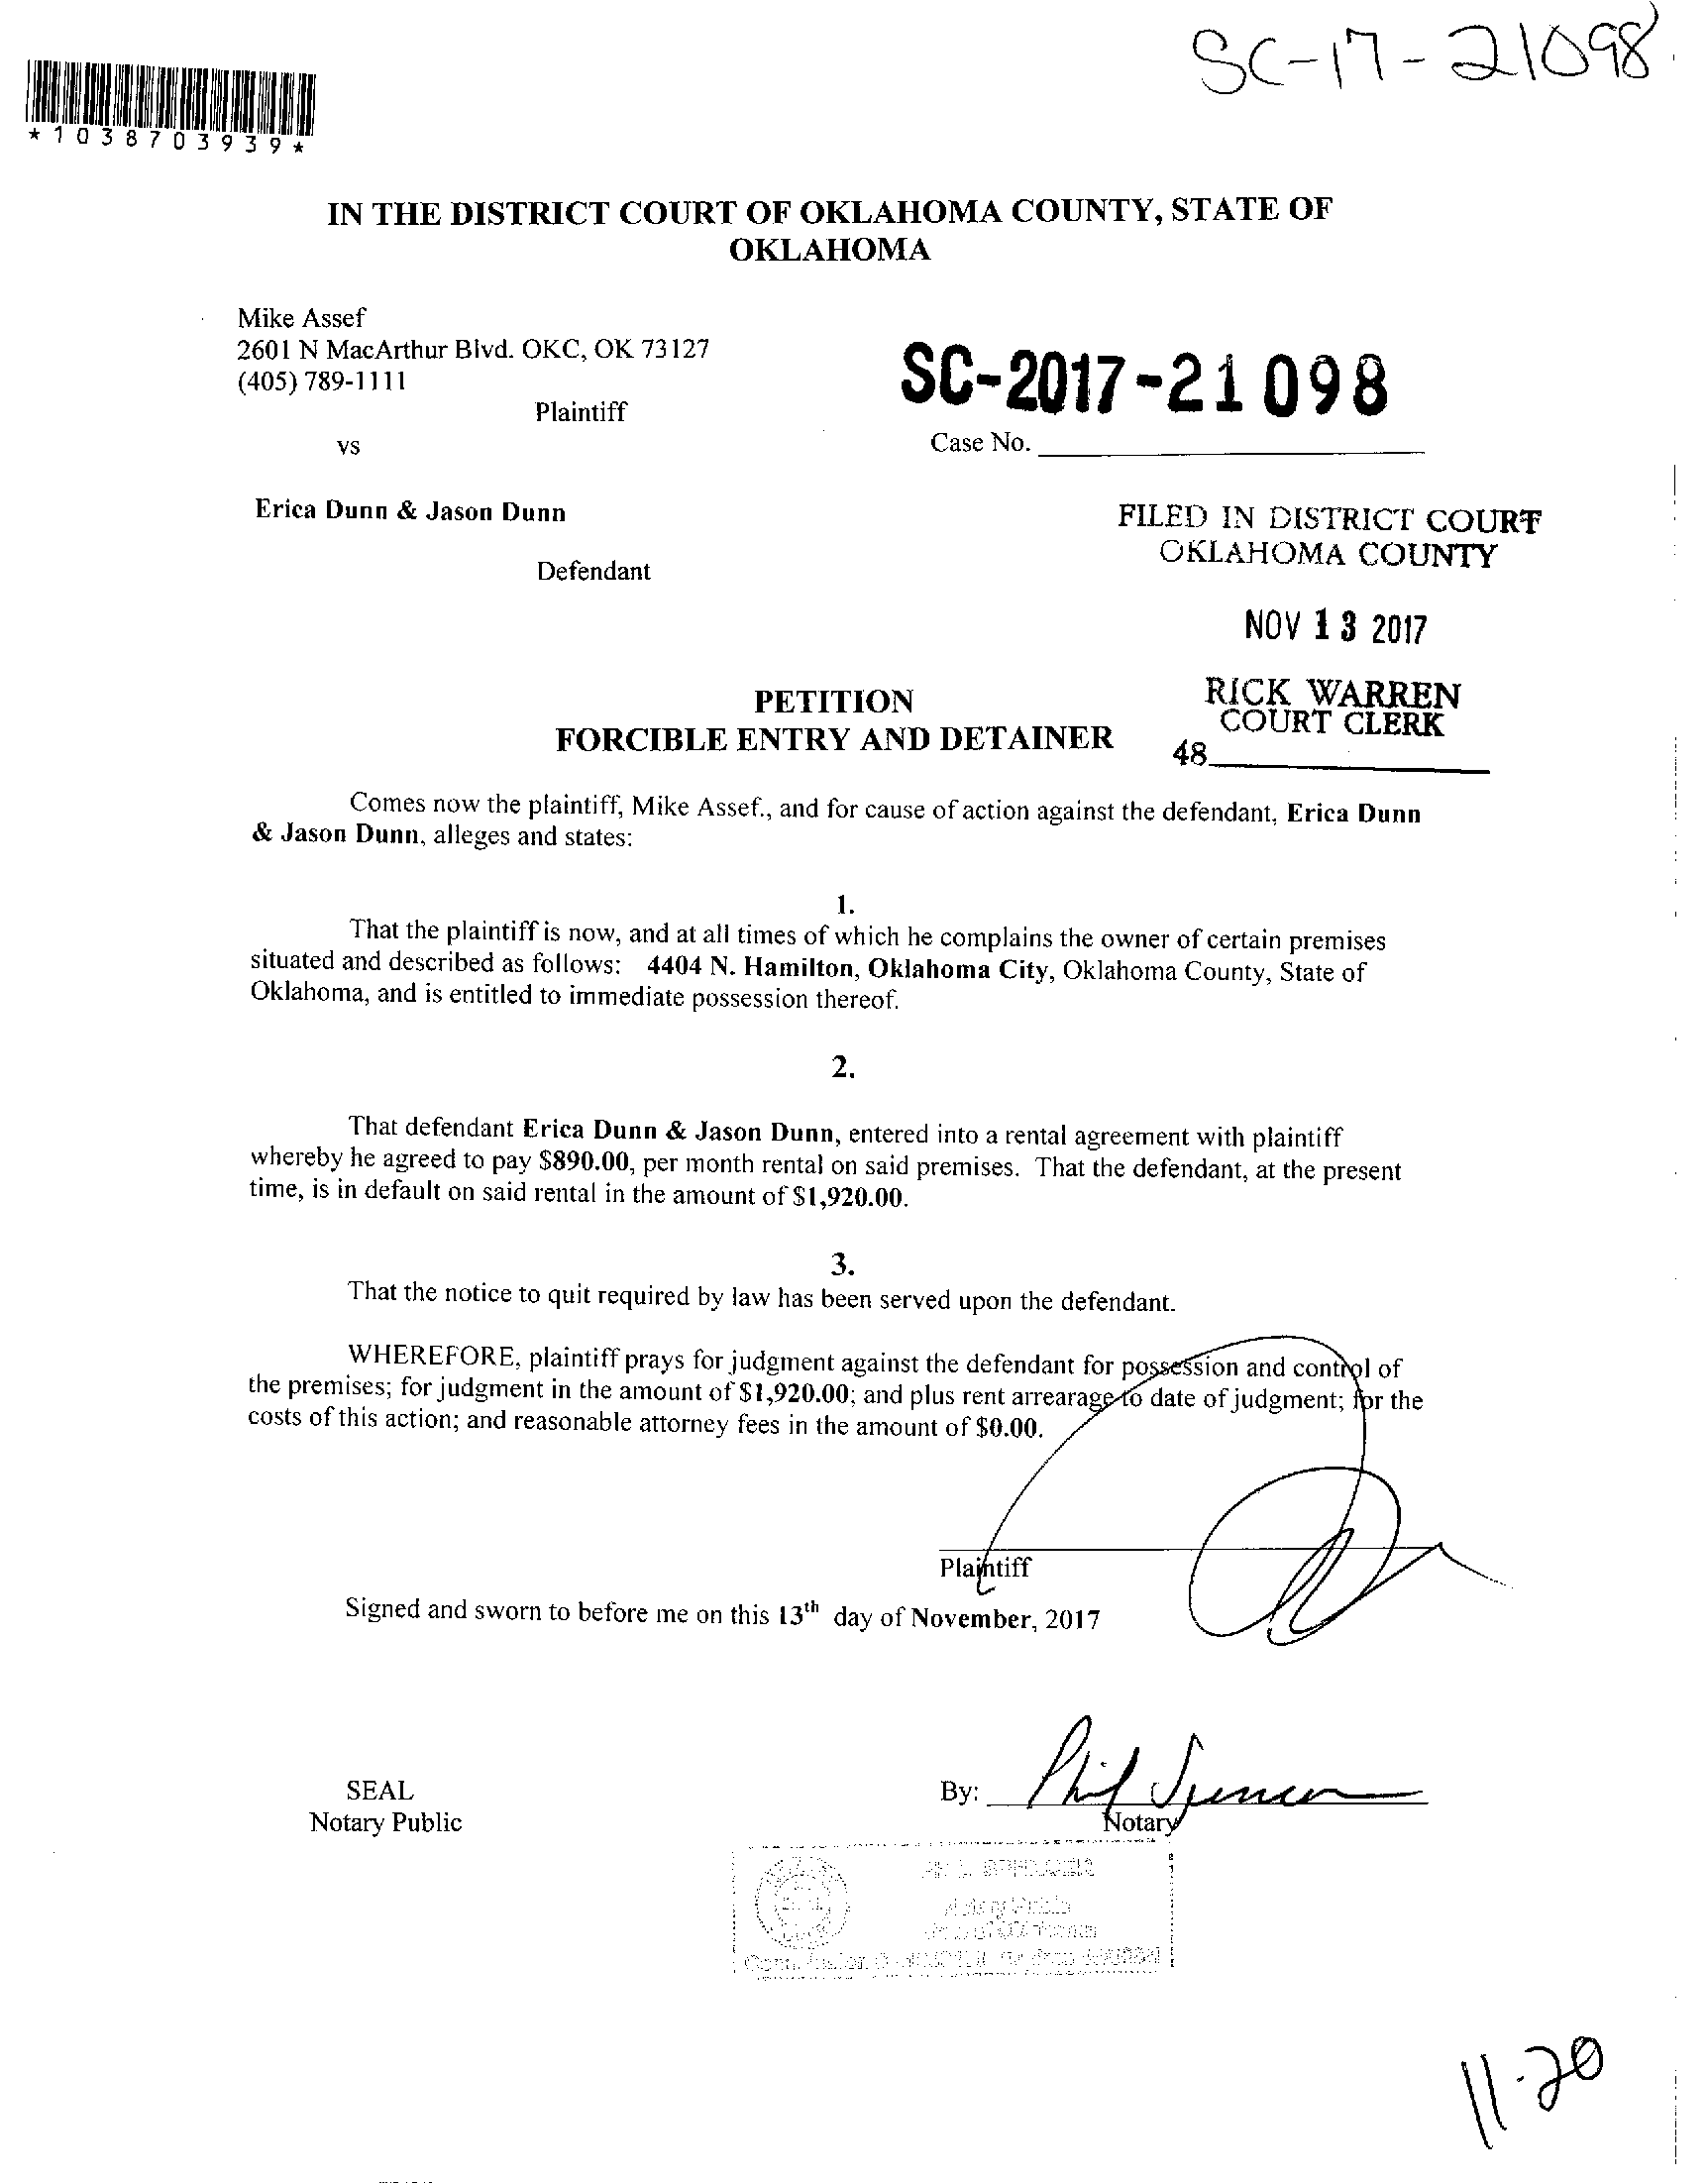 SC-17-21098
*1038703939*
IN THE DISTRICT COURT OF OKLAHOMA COUNTY, STATE OF
OKLAHOMA
Mike Assef
2601 N MacArthur Blvd. OKC, OK 73127
(405) 789-1111
Plaintiff
SC-2017-21098
vs
Case No.
Erica Dunn & Jason Dunn
Defendant
FILED IN DISTRICT COURT
OKLAHOMA COUNTY
NOV 13 2017
RICK WARREN
COURT CLERK
48
PETITION
FORCIBLE ENTRY AND DETAINER
Comes now the plaintiff, Mike Assef., and for cause of action against the defendant, Erica Dunn
& Jason Dunn, alleges and states:
1.
That the plaintiff is now, and at all times of which he complains the owner of certain premises
situated and described as follows: 4404 N. Hamilton, Oklahoma City, Oklahoma County, State of
Oklahoma, and is entitled to immediate possession thereof.
2.
That defendant Erica Dunn & Jason Dunn, entered into a rental agreement with plaintiff
whereby he agreed to pay $890.00, per month rental on said premises. That the defendant, at the present
time, is in default on said rental in the amount of $1,920.00.
3.
That the notice to quit required by law has been served upon the defendant.
WHEREFORE, plaintiff prays for judgment against the defendant for possession and control of
the premises; for judgment in the amount of $1,920.00; and plus rent arrearage to date of judgment; for the
costs of this action; and reasonable attorney fees in the amount of $0.00.
Plaintiff
Signed and sworn to before me on this 13th day of November, 2017
SEAL
Notary Public
By: Phil Spencer
Notary
11-20